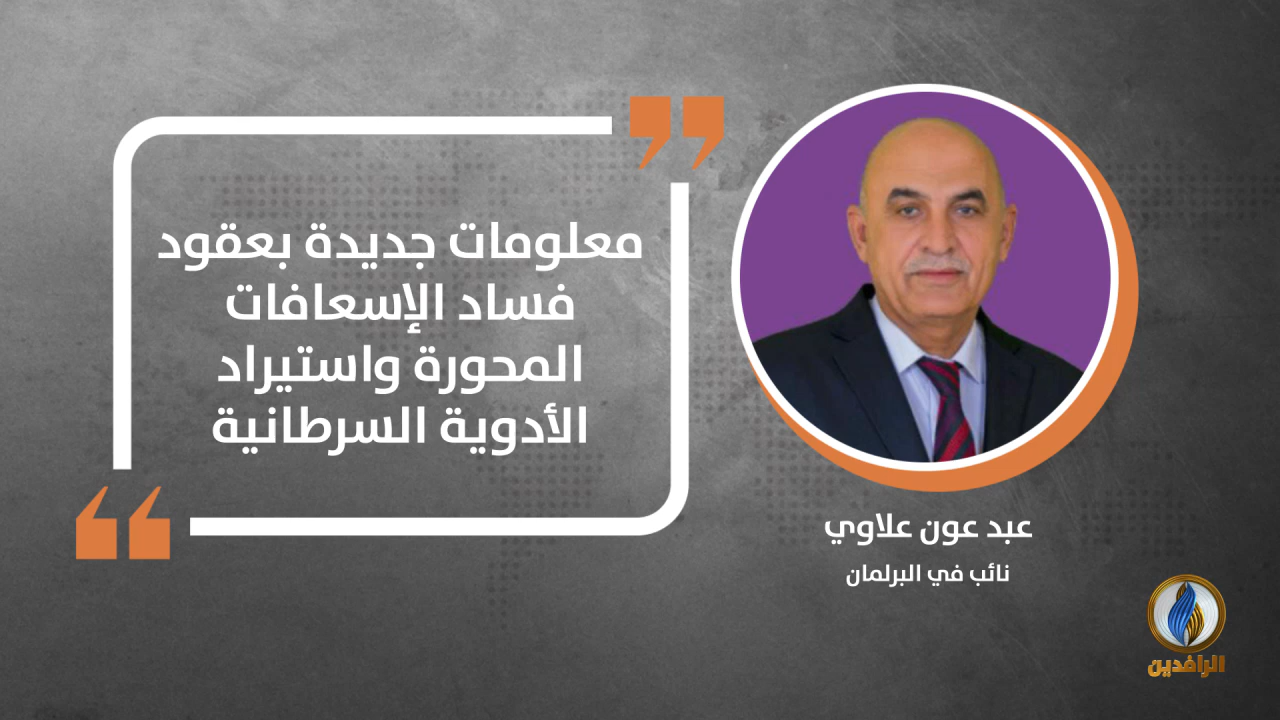 معلومات جديدة بعقود
فساد الإسعافات
المحورة واستيراد
الأدوية السرطانية
عبد عون علاوي
نائب في البرلمان
الرافدين